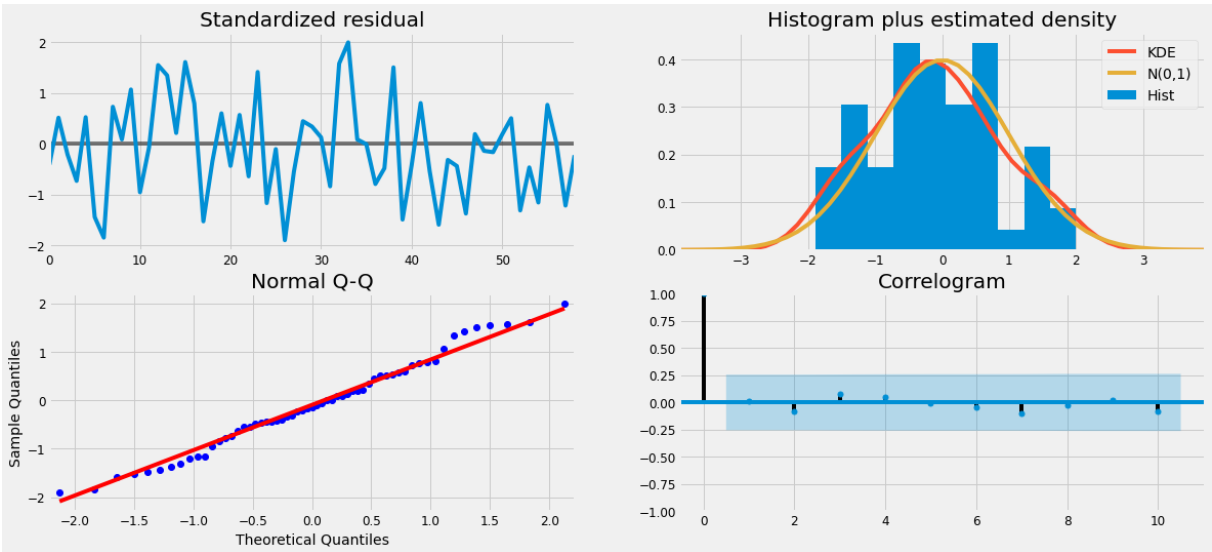 Standardized residual
2
1
0
−1
−2
0 10 20 30 40 50
Histogram plus estimated density
KDE
N(0,1)
Hist
0.4
0.3
0.2
0.1
0.0
−3 −2 −1 0 1 2 3
Normal Q-Q
Sample Quantiles
2
1
0
−1
−2
−2.0 −1.5 −1.0 −0.5 0.0 0.5 1.0 1.5 2.0
Theoretical Quantiles
Correlogram
1.00
0.75
0.50
0.25
0.00
−0.25
−0.50
−0.75
−1.00
0 2 4 6 8 10